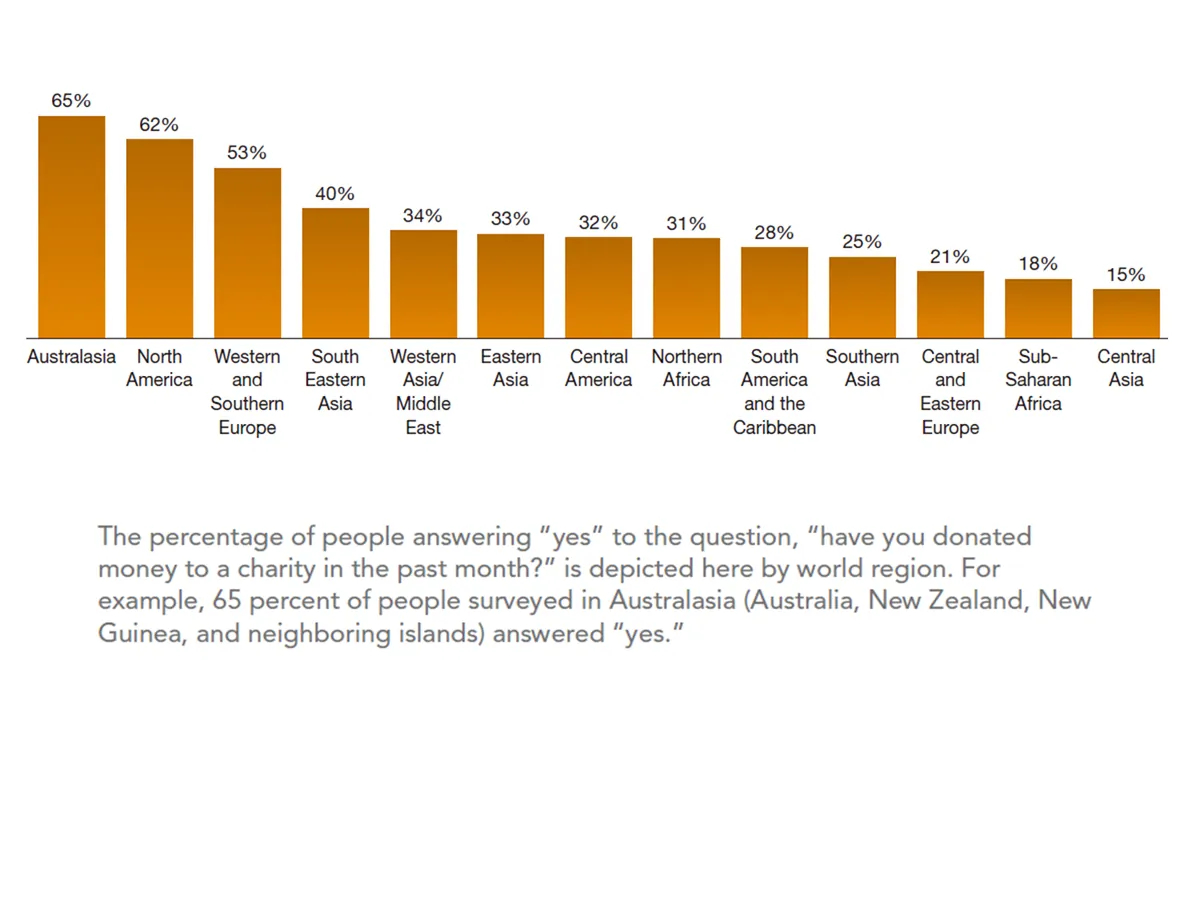 65%
62%
53%
40%
34%
33%
32%
31%
28%
25%
21%
18%
15%
Australasia
North
America
Western
and
Southern
Europe
South
Eastern
Asia
Western
Asia/
Middle
East
Eastern
Asia
Central
America
Northern
Africa
South
America
and the
Caribbean
Southern
Asia
Central
and
Eastern
Europe
Sub-
Saharan
Africa
Central
Asia
The percentage of people answering “yes” to the question, “have you donated
money to a charity in the past month?” is depicted here by world region. For
example, 65 percent of people surveyed in Australasia (Australia, New Zealand, New
Guinea, and neighboring islands) answered “yes.”